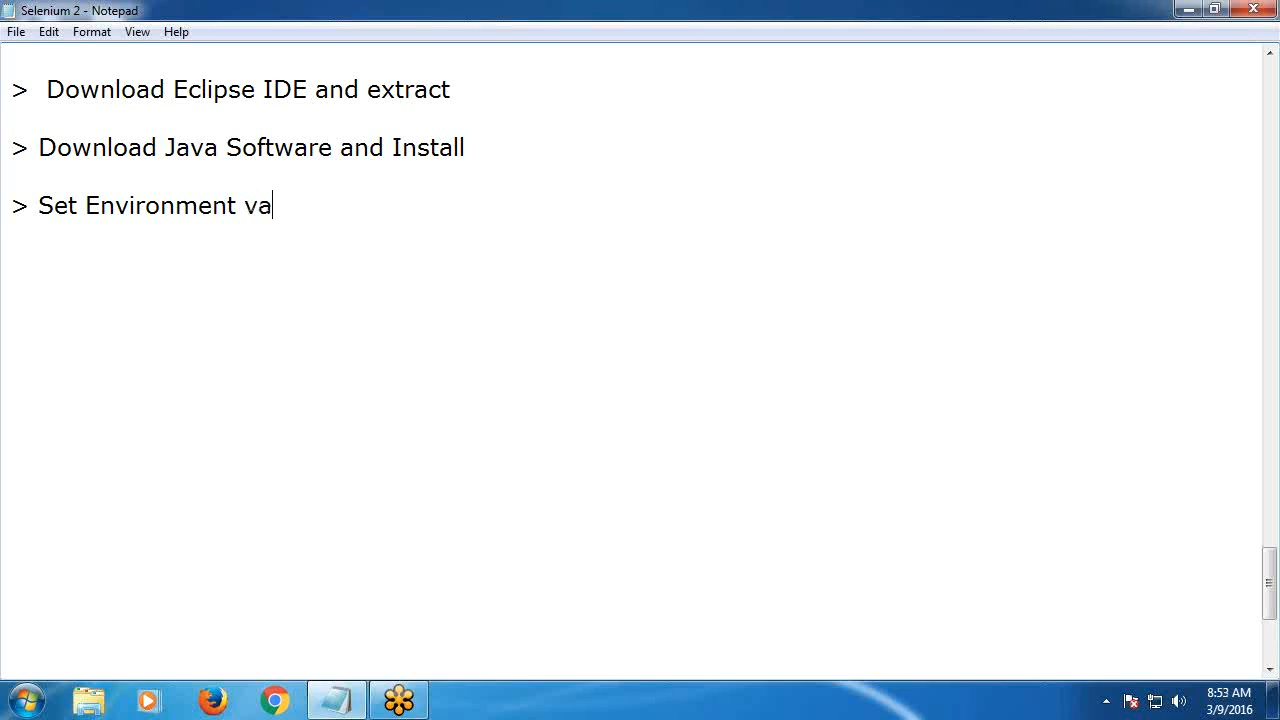 Selenium 2 - Notepad
File Edit Format View Help
> Download Eclipse IDE and extract
> Download Java Software and Install
> Set Environment va
8:53 AM
3/9/2016